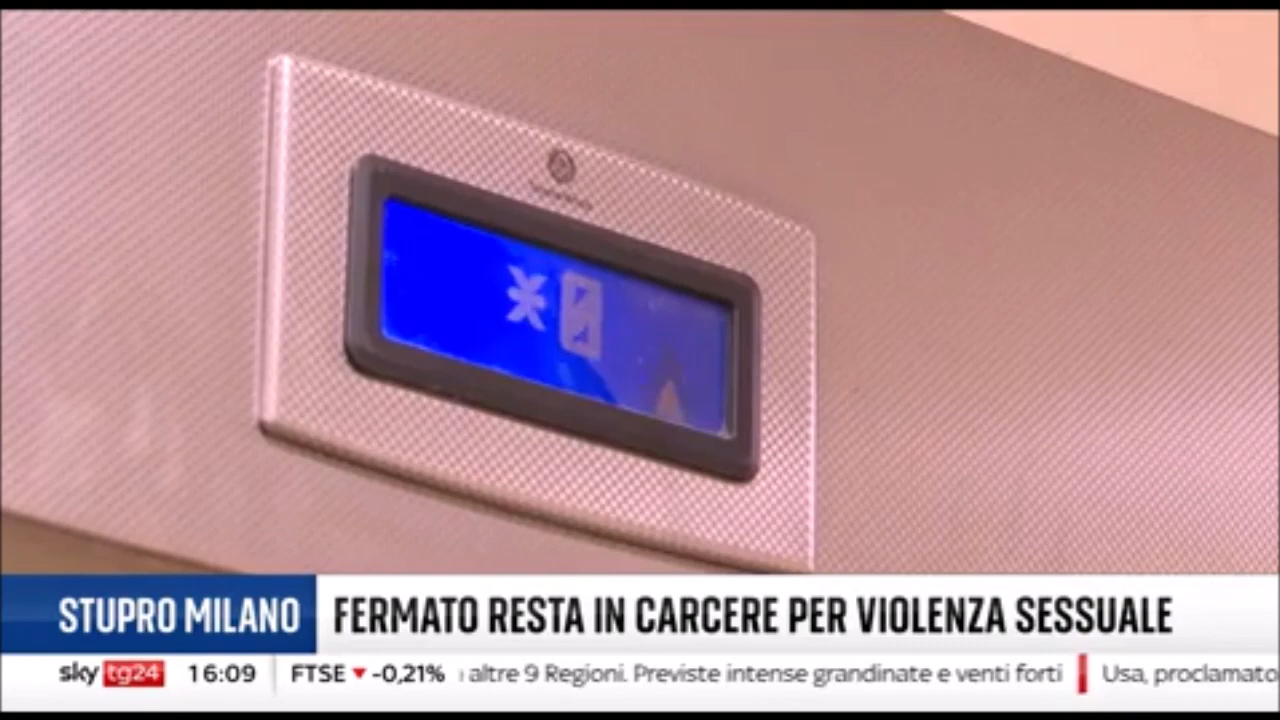 STUPRO MILANO FERMATO RESTA IN CARCERE PER VIOLENZA SESSUALE
sky tg24 16:09 FTSE -0,21% altre 9 Regioni. Previste intense grandinate e venti forti Usa, proclamato